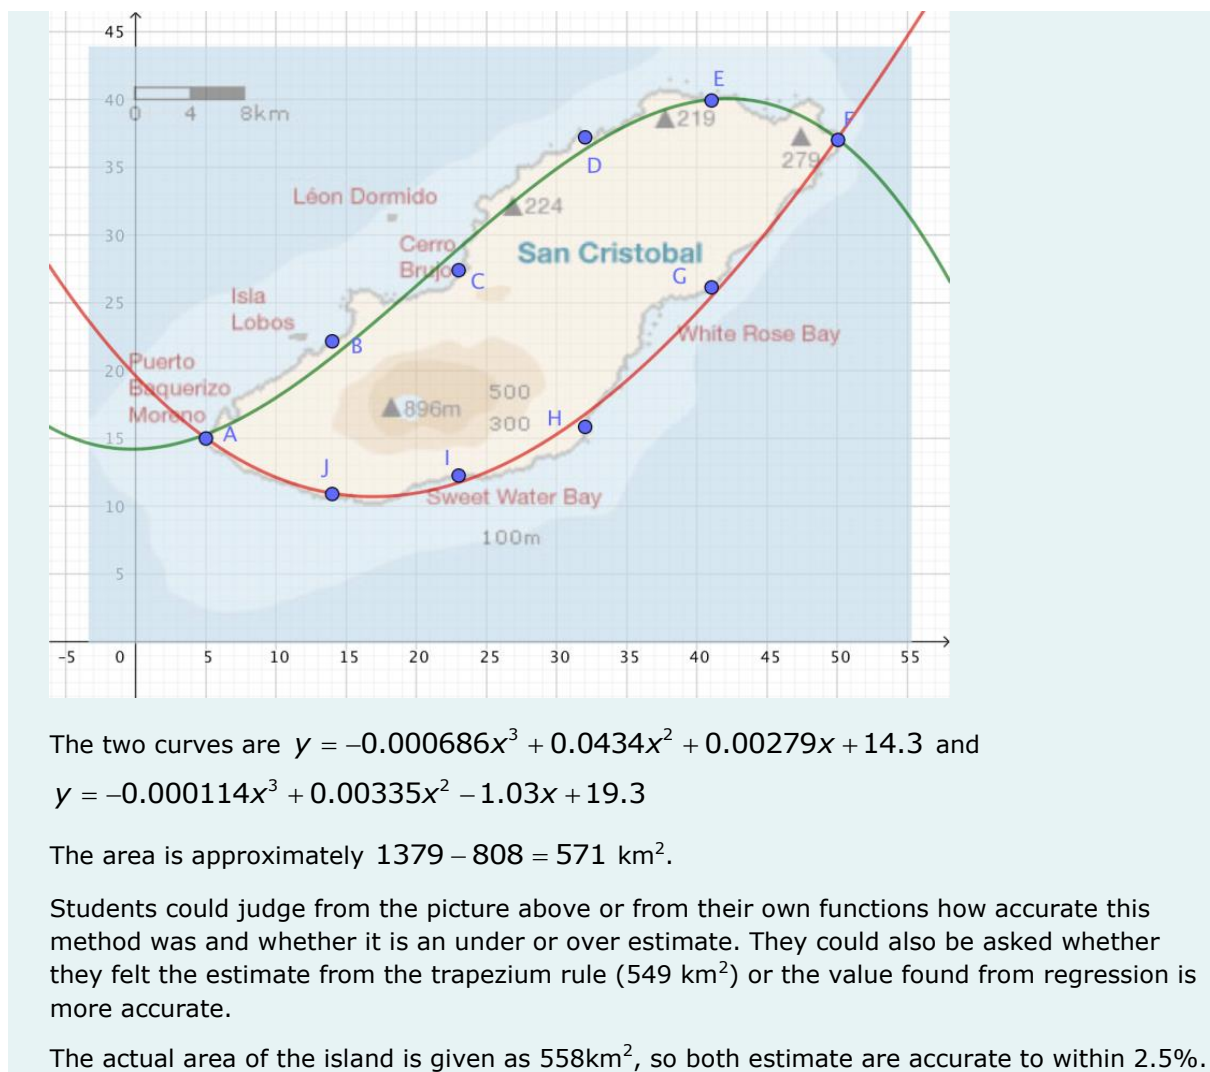 45
40
35
30
25
20
15
10
5
-5
0
5
10
15
20
25
30
35
40
45
50
55
0 4 8km
E
219
F
D
279
Léon Dormido
224
Cerro
Brujo
C
San Cristobal
G
Isla
Lobos
B
White Rose Bay
Puerto
Baquerizo
Moreno
A
896m
500
300
H
J
I
Sweet Water Bay
100m
The two curves are y = −0.000686x³ + 0.0434x² + 0.00279x + 14.3 and
y = −0.000114x³ + 0.00335x² − 1.03x + 19.3
The area is approximately 1379 − 808 = 571 km².
Students could judge from the picture above or from their own functions how accurate this
method was and whether it is an under or over estimate. They could also be asked whether
they felt the estimate from the trapezium rule (549 km²) or the value found from regression is
more accurate.
The actual area of the island is given as 558km², so both estimate are accurate to within 2.5%.